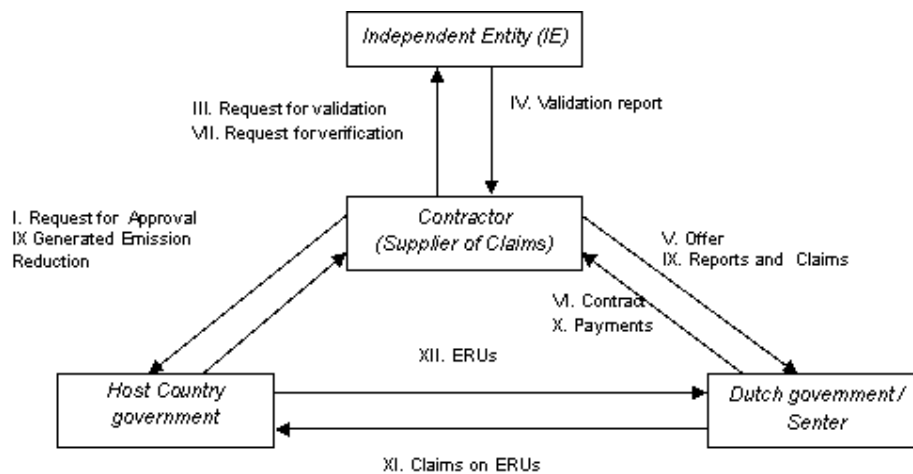 Independent Entity (IE)
III. Request for validation
VII. Request for verification
IV. Validation report
I. Request for Approval
IX Generated Emission
Reduction
Contractor
(Supplier of Claims)
V. Offer
IX. Reports and Claims
VI. Contract
X. Payments
XII. ERUs
Host Country
government
Dutch government /
Senter
XI. Claims on ERUs